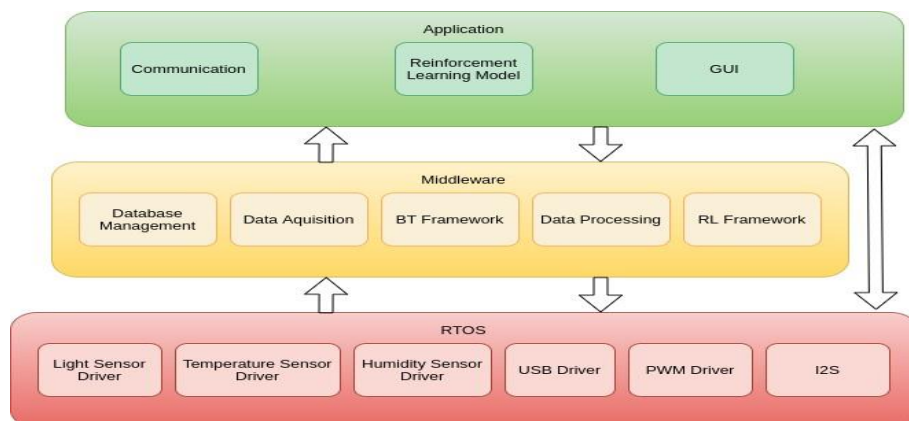 Application
Communication
Reinforcement
Learning Model
GUI
Middleware
Database
Management
Data Aquisition
BT Framework
Data Processing
RL Framework
RTOS
Light Sensor
Driver
Temperature Sensor
Driver
Humidity Sensor
Driver
USB Driver
PWM Driver
I2S